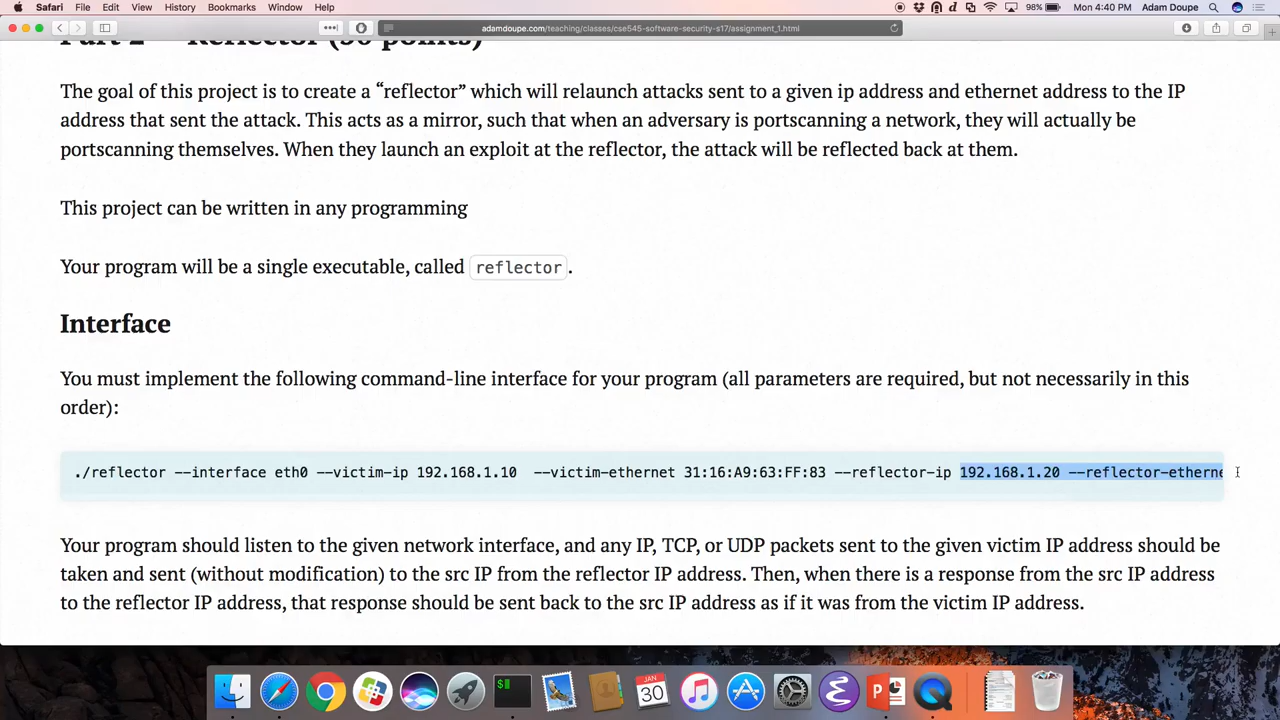 Safari File Edit View History Bookmarks Window Help 98% Mon 4:40 PM Adam Doupe
adamdoupe.com/teaching/classes/cse545-software-security-s17/assignment_1.html
The goal of this project is to create a “reflector” which will relaunch attacks sent to a given ip address and ethernet address to the IP
address that sent the attack. This acts as a mirror, such that when an adversary is portscanning a network, they will actually be
portscanning themselves. When they launch an exploit at the reflector, the attack will be reflected back at them.
This project can be written in any programming
Your program will be a single executable, called reflector.
Interface
You must implement the following command-line interface for your program (all parameters are required, but not necessarily in this
order):
./reflector --interface eth0 --victim-ip 192.168.1.10 --victim-ethernet 31:16:A9:63:FF:83 --reflector-ip 192.168.1.20 --reflector-etherne
Your program should listen to the given network interface, and any IP, TCP, or UDP packets sent to the given victim IP address should be
taken and sent (without modification) to the src IP from the reflector IP address. Then, when there is a response from the src IP address
to the reflector IP address, that response should be sent back to the src IP address as if it was from the victim IP address.
JAN
30